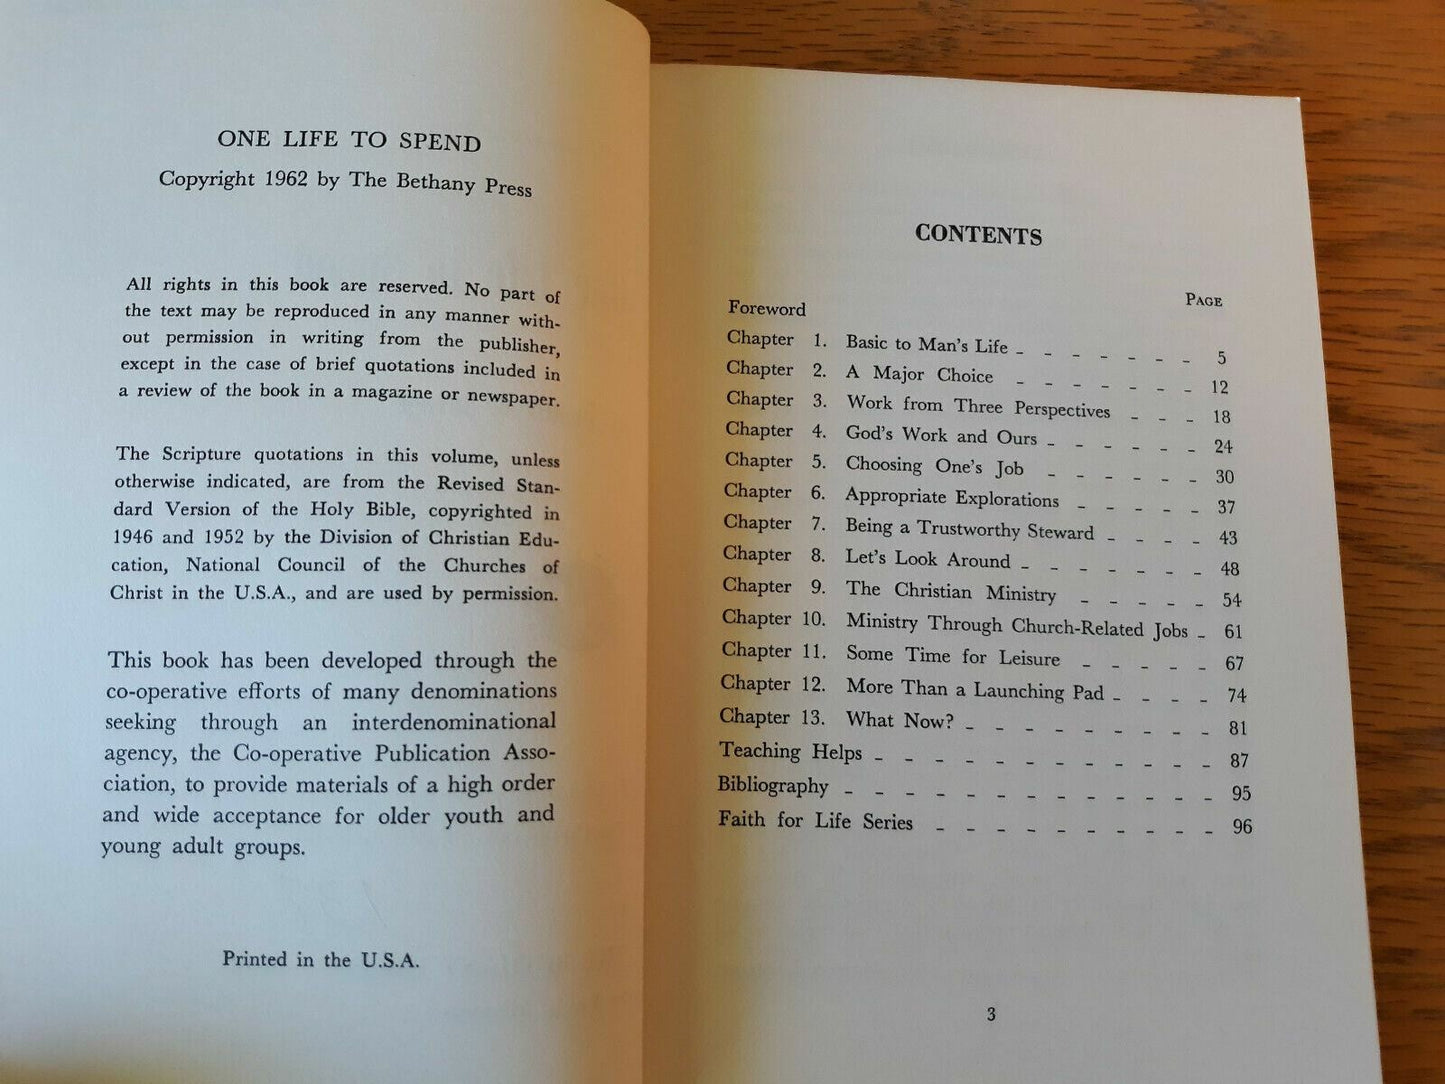 ONE LIFE TO SPEND
Copyright 1962 by The Bethany Press
All rights in this book are reserved. No part of
the text may be reproduced in any manner with-
out permission in writing from the publisher,
except in the case of brief quotations included in
a review of the book in a magazine or newspaper.
The Scripture quotations in this volume, unless
otherwise indicated, are from the Revised Stan-
dard Version of the Holy Bible, copyrighted in
1946 and 1952 by the Division of Christian Edu-
cation, National Council of the Churches of
Christ in the U.S.A., and are used by permission.
This book has been developed through the
co-operative efforts of many denominations
seeking through an interdenominational
agency, the Co-operative Publication Asso-
ciation, to provide materials of a high order
and wide acceptance for older youth and
young adult groups.
Printed in the U.S.A.
CONTENTS
PAGE
Foreword
Chapter 1. Basic to Man's Life _ _ _ _ _ _ _ 5
Chapter 2. A Major Choice _ _ _ _ _ _ _ 12
Chapter 3. Work from Three Perspectives _ _ _ 18
Chapter 4. God's Work and Ours _ _ _ _ _ _ 24
Chapter 5. Choosing One's Job _ _ _ _ _ _ 30
Chapter 6. Appropriate Explorations _ _ _ _ _ 37
Chapter 7. Being a Trustworthy Steward _ _ _ _ 43
Chapter 8. Let's Look Around _ _ _ _ _ _ _ 48
Chapter 9. The Christian Ministry _ _ _ _ _ 54
Chapter 10. Ministry Through Church-Related Jobs _ 61
Chapter 11. Some Time for Leisure _ _ _ _ _ 67
Chapter 12. More Than a Launching Pad _ _ _ _ 74
Chapter 13. What Now? _ _ _ _ _ _ _ _ _ 81
Teaching Helps _ _ _ _ _ _ _ _ _ _ _ _ 87
Bibliography _ _ _ _ _ _ _ _ _ _ _ _ _ 95
Faith for Life Series _ _ _ _ _ _ _ _ _ _ 96
3